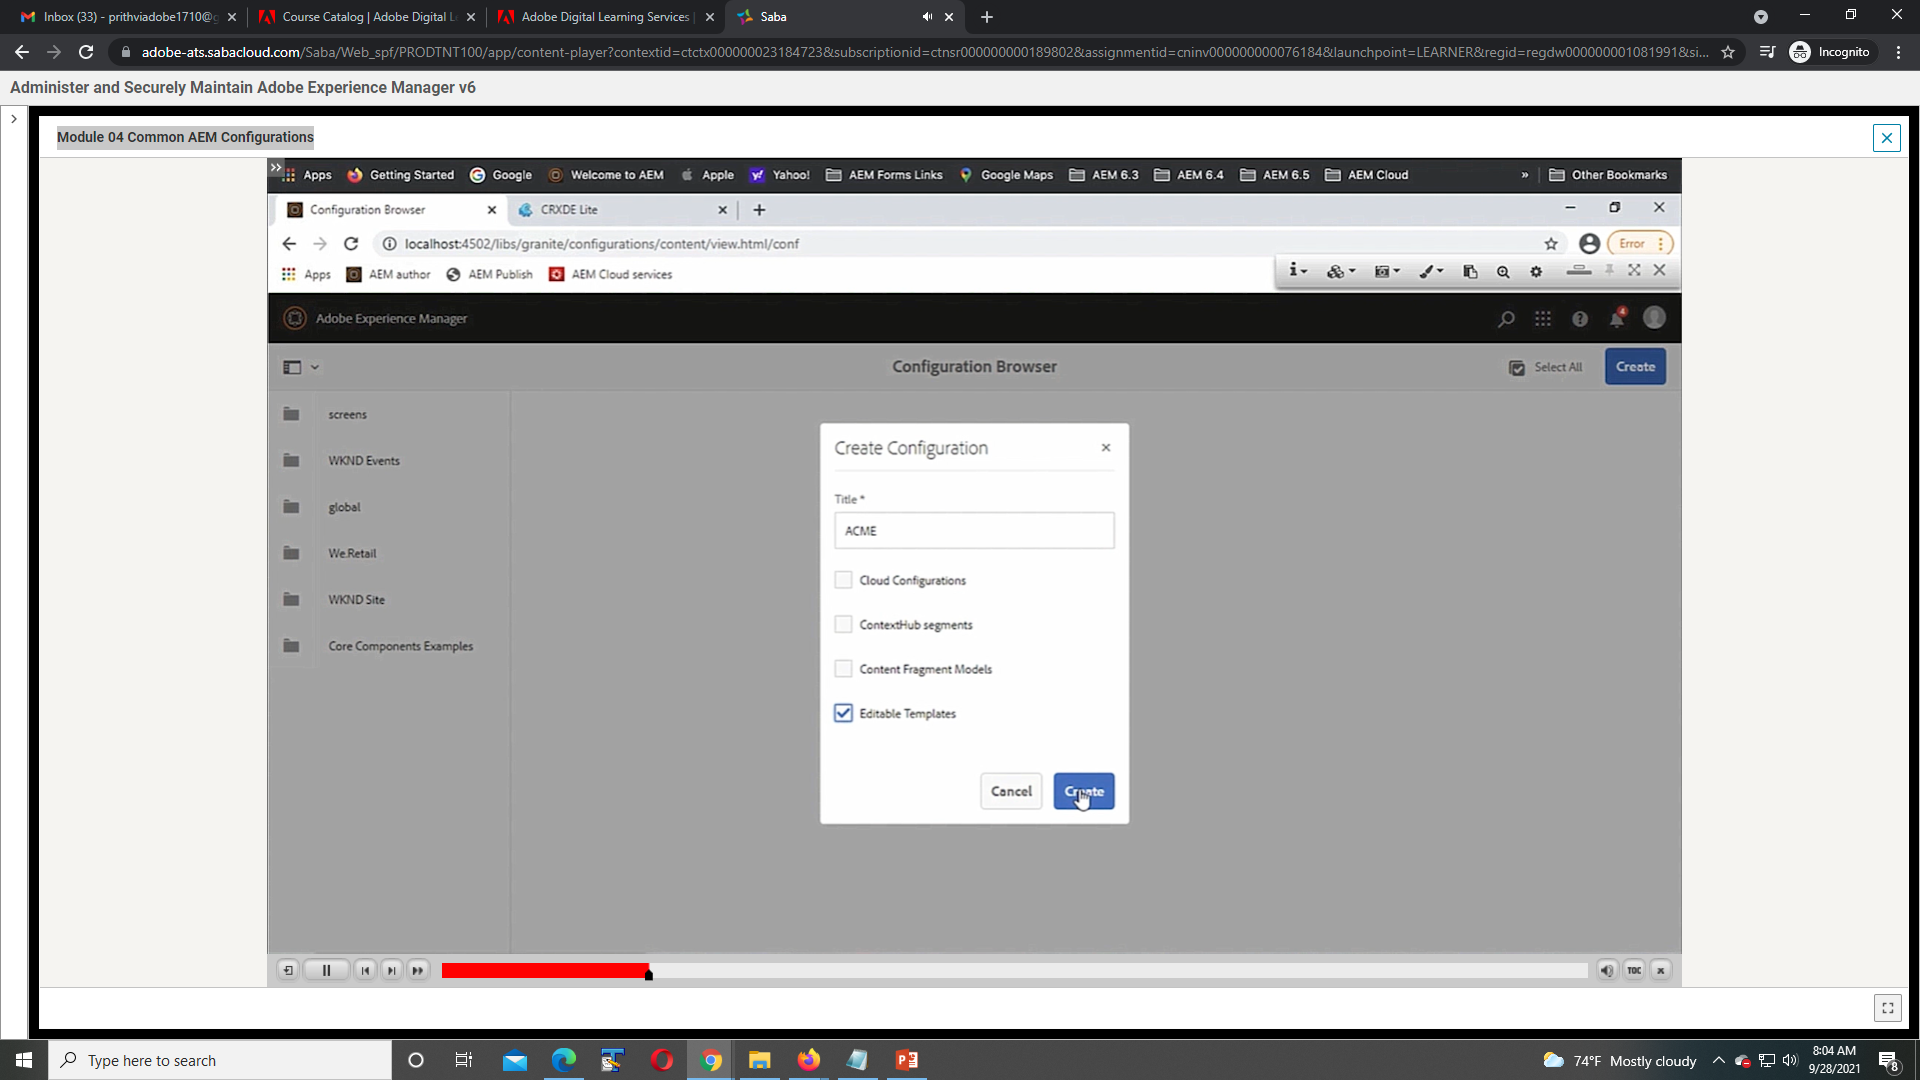 Inbox (33) - prithviadobe1710@g
Course Catalog | Adobe Digital L
Adobe Digital Learning Services |
Saba
adobe-ats.sabacloud.com/Saba/Web_spf/PRODTNT100/app/content-player?contextid=ctctx000000023184723&subscriptionid=ctnsr0000000000189802&assignmentid=cninv000000000076184&launchpoint=LEARNER&regid=regdw000000001081991&si...
Incognito
Administer and Securely Maintain Adobe Experience Manager v6
Module 04 Common AEM Configurations
Apps
Getting Started
Google
Welcome to AEM
Apple
Yahoo!
AEM Forms Links
Google Maps
AEM 6.3
AEM 6.4
AEM 6.5
AEM Cloud
»
Other Bookmarks
Configuration Browser
CRXDE Lite
localhost:4502/libs/granite/configurations/content/view.html/conf
Error
Apps
AEM author
AEM Publish
AEM Cloud services
Adobe Experience Manager
4
Configuration Browser
Select All
Create
screens
WKND Events
global
We.Retail
WKND Site
Core Components Examples
Create Configuration
Title *
ACME
Cloud Configurations
ContextHub segments
Content Fragment Models
Editable Templates
Cancel
Create
TOC
Type here to search
74°F Mostly cloudy
8:04 AM
9/28/2021
8